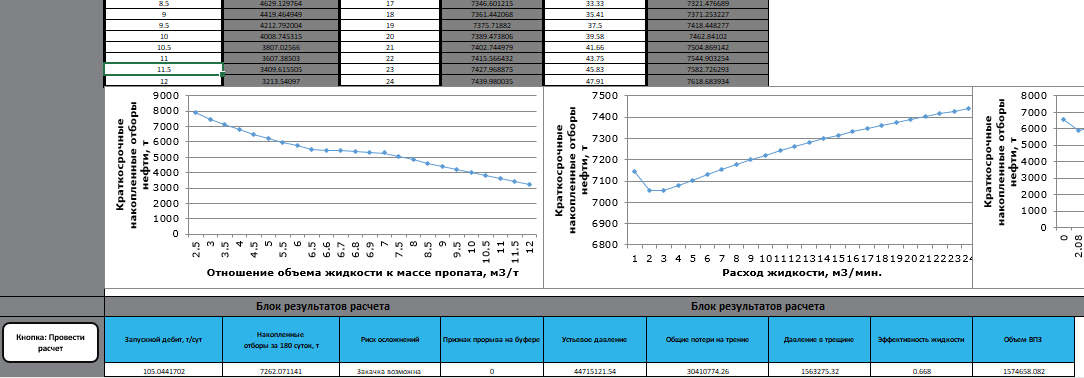 8.5 4629.129764 17 7346.601215 33.33 7321.476689
9 4419.464949 18 7361.442068 35.41 7371.253227
9.5 4212.792004 19 7375.71882 37.5 7418.448277
10 4008.745315 20 7389.473806 39.58 7462.84102
10.5 3807.02566 21 7402.744979 41.66 7504.869142
11 3607.38503 22 7415.566432 43.75 7544.903254
11.5 3409.615505 23 7427.968875 45.83 7582.726293
12 3213.54097 24 7439.980035 47.91 7618.683934
Краткосрочные
накопленные отборы
нефти, т
9000
8000
7000
6000
5000
4000
3000
2000
1000
0
2.5 3 3.5 4 4.5 5 5.5 6 6.5 6.6 6.7 6.8 6.9 7 7.5 8 8.5 9 9.5 10 10.5 11 11.5 12
Отношение объема жидкости к массе пропата, м3/т
Краткосрочные
накопленные отборы
нефти, т
7500
7400
7300
7200
7100
7000
6900
6800
1 2 3 4 5 6 7 8 9 10 11 12 13 14 15 16 17 18 19 20 21 22 23 24
Расход жидкости, м3/мин.
Краткосрочные
накопленные отборы
нефти, т
8000
7000
6000
5000
4000
3000
2000
1000
0
0 2.08
Блок результатов расчета Блок результатов расчета
Кнопка: Провести
расчет
Запускной дебит, т/сут
Накопленные
отборы за 180 суток, т
Риск осложнений
Признак прорыва на буфере
Устьевое давление
Общие потери на трение
Давление в трещине
Эффективность жидкости
Объем ВПЗ
105.0441702 7262.071141 Закачка возможна 0 44715121.54 30410774.26 1563275.32 0.668 1574658.082